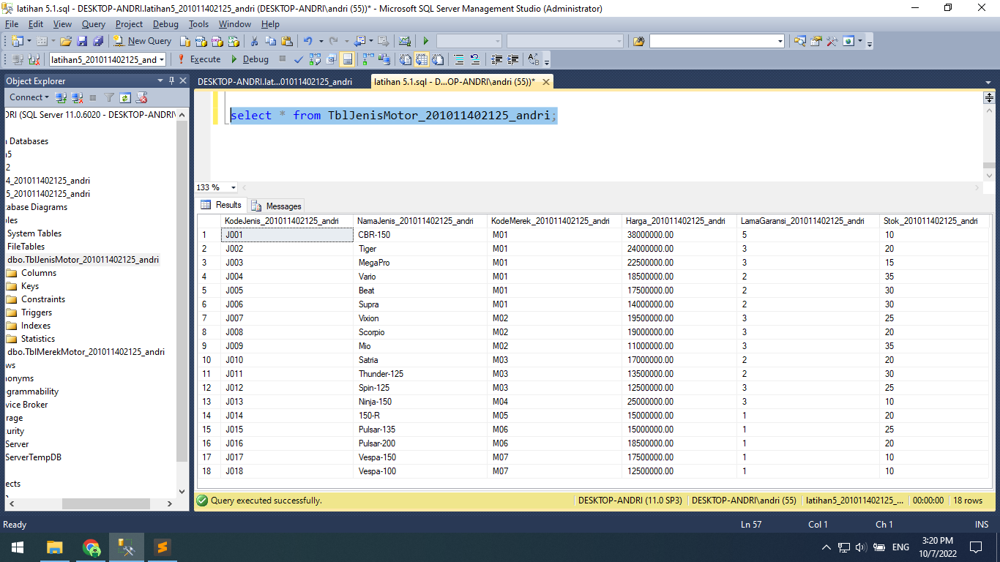 latihan 5.1.sql - DESKTOP-ANDRI.latihan5_201011402125_andri (DESKTOP-ANDRI\andri (55))* - Microsoft SQL Server Management Studio (Administrator)
File Edit View Query Project Debug Tools Window Help
New Query
latihan5_201011402125_and Execute Debug
Object Explorer
Connect
DRI (SQL Server 11.0.6020 - DESKTOP-ANDRI\
Databases
5
2
4_201011402125_andri
5_201011402125_andri
abase Diagrams
les
System Tables
FileTables
dbo.TblJenisMotor_201011402125_andri
Columns
Keys
Constraints
Triggers
Indexes
Statistics
dbo.TblMerekMotor_201011402125_andri
ws
onyms
grammability
vice Broker
rage
urity
Server
ServerTempDB
ects
DESKTOP-ANDRI.lat...01011402125_andri latihan 5.1.sql - D...OP-ANDRI\andri (55))*
select * from TblJenisMotor_201011402125_andri;
133 %
Results Messages
KodeJenis_201011402125_andri NamaJenis_201011402125_andri KodeMerek_201011402125_andri Harga_201011402125_andri LamaGaransi_201011402125_andri Stok_201011402125_andri
1 J001 CBR-150 M01 38000000.00 5 10
2 J002 Tiger M01 24000000.00 3 20
3 J003 MegaPro M01 22500000.00 3 15
4 J004 Vario M01 18500000.00 2 35
5 J005 Beat M01 17500000.00 2 30
6 J006 Supra M01 14000000.00 2 30
7 J007 Vixion M02 19500000.00 3 25
8 J008 Scorpio M02 19000000.00 3 20
9 J009 Mio M02 11000000.00 3 35
10 J010 Satria M03 17000000.00 2 20
11 J011 Thunder-125 M03 13500000.00 2 30
12 J012 Spin-125 M03 12500000.00 3 25
13 J013 Ninja-150 M04 25000000.00 3 10
14 J014 150-R M05 15000000.00 1 20
15 J015 Pulsar-135 M06 15000000.00 1 25
16 J016 Pulsar-200 M06 18500000.00 1 20
17 J017 Vespa-150 M07 17500000.00 1 10
18 J018 Vespa-100 M07 12500000.00 1 10
Query executed successfully. DESKTOP-ANDRI (11.0 SP3) DESKTOP-ANDRI\andri (55) latihan5_201011402125_... 00:00:00 18 rows
Ready Ln 57 Col 1 Ch 1 INS
ENG 3:20 PM
10/7/2022